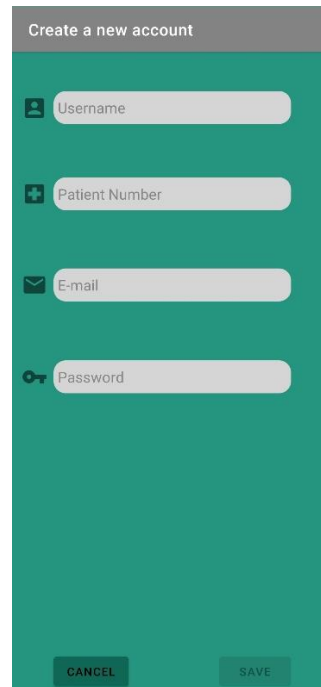 Create a new account
Username
Patient Number
E-mail
Password
CANCEL SAVE